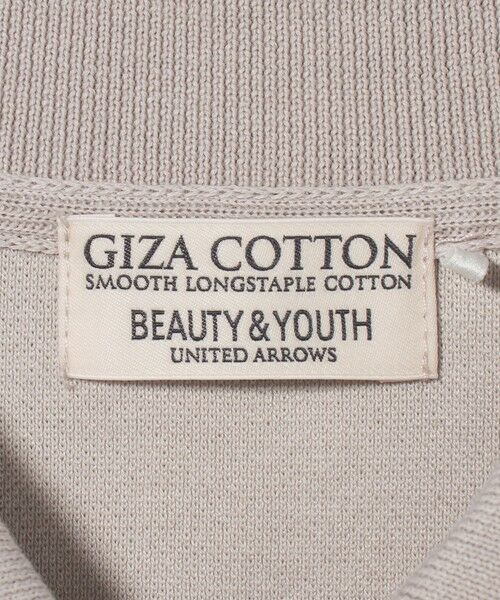 GIZA COTTON
SMOOTH LONGSTAPLE COTTON
BEAUTY & YOUTH
UNITED ARROWS